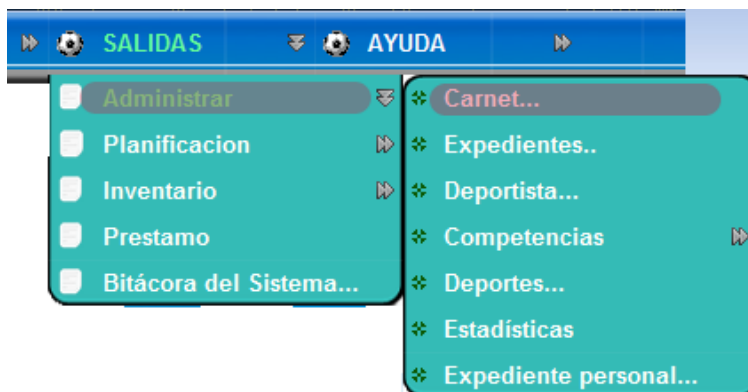 SALIDAS AYUDA
Administrar
Planificacion
Inventario
Prestamo
Bitácora del Sistema...
Carnet...
Expedientes..
Deportista...
Competencias
Deportes...
Estadísticas
Expediente personal...